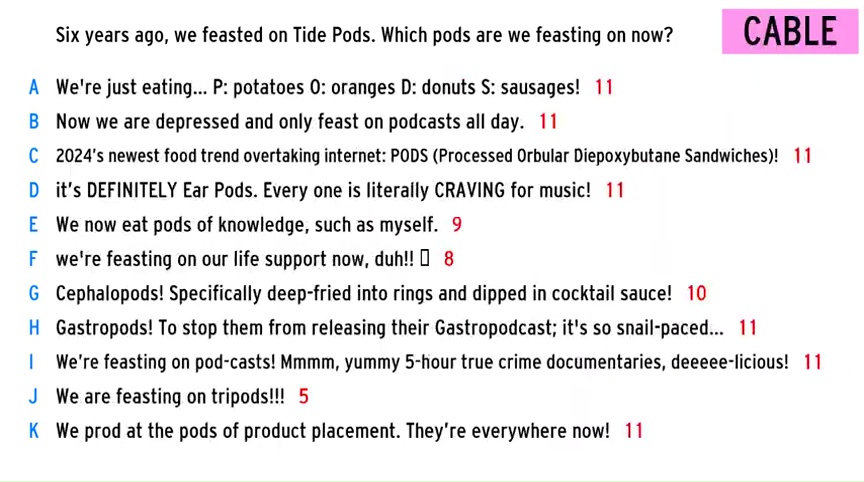 Six years ago, we feasted on Tide Pods. Which pods are we feasting on now?
CABLE
A We're just eating... P: potatoes O: oranges D: donuts S: sausages! 11
B Now we are depressed and only feast on podcasts all day. 11
C 2024's newest food trend overtaking internet: PODS (Processed Orbular Diepoxybutane Sandwiches)! 11
D it's DEFINITELY Ear Pods. Every one is literally CRAVING for music! 11
E We now eat pods of knowledge, such as myself. 9
F we're feasting on our life support now, duh!! 8
G Cephalopods! Specifically deep-fried into rings and dipped in cocktail sauce! 10
H Gastropods! To stop them from releasing their Gastropodcast; it's so snail-paced... 11
I We're feasting on pod-casts! Mmmm, yummy 5-hour true crime documentaries, deeeee-licious! 11
J We are feasting on tripods!!! 5
K We prod at the pods of product placement. They're everywhere now! 11